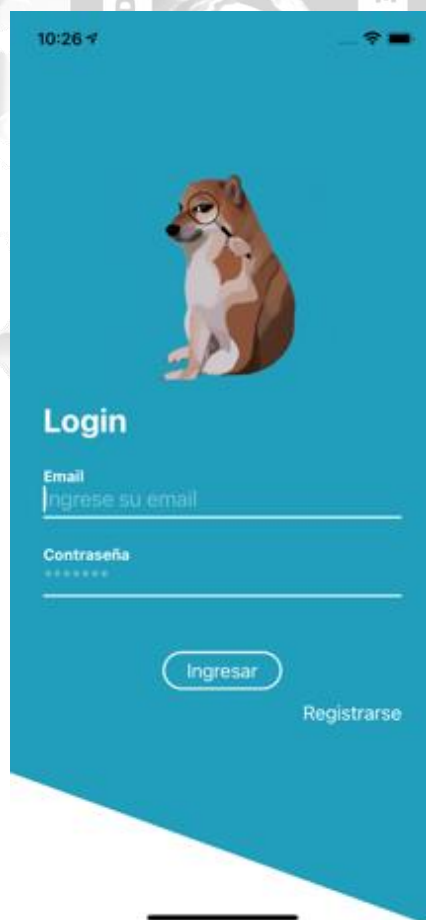 10:26
Login
Email
Ingrese su email
Contraseña
*******
Ingresar
Registrarse